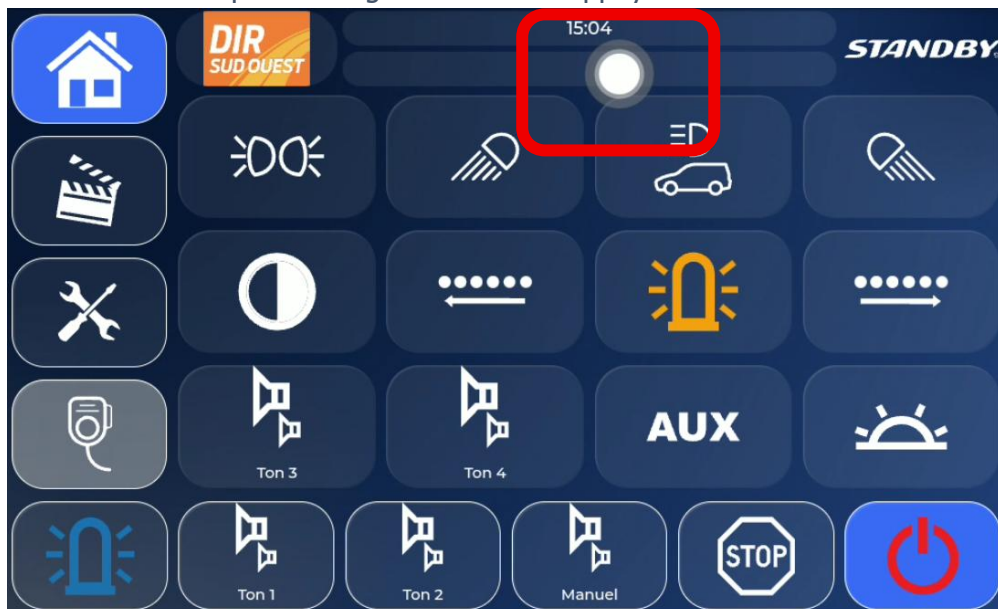 15:04
DIR
SUD OUEST
STANDBY
AUX
Ton 3
Ton 4
STOP
Ton 1
Ton 2
Manuel